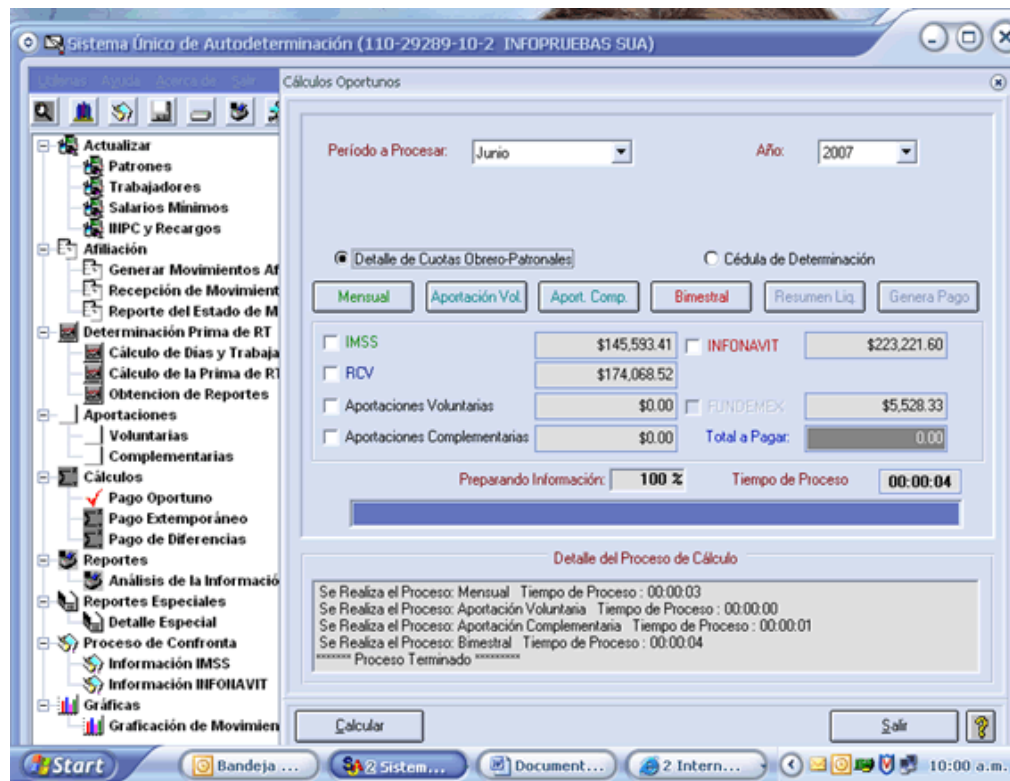 Sistema Único de Autodeterminación (110-29289-10-2 INFOPRUEBAS SUA)
Utilerias Ayuda Acerca de Salir
Cálculos Oportunos
Actualizar
Patrones
Trabajadores
Salarios Mínimos
INPC y Recargos
Afiliación
Generar Movimientos Af
Recepción de Movimient
Reporte del Estado de M
Determinación Prima de RT
Cálculo de Dias y Trabaja
Cálculo de la Prima de RT
Obtencion de Reportes
Aportaciones
Voluntarias
Complementarias
Cálculos
Pago Oportuno
Pago Extemporáneo
Pago de Diferencias
Reportes
Análisis de la Informació
Reportes Especiales
Detalle Especial
Proceso de Confronta
Información IMSS
Información INFONAVIT
Gráficas
Graficación de Movimien
Período a Procesar: Junio Año: 2007
Detalle de Cuotas Obrero-Patronales Cédula de Determinación
Mensual Aportación Vol. Aport. Comp. Bimestral Resumen Liq. Genera Pago
IMSS $145,593.41 INFONAVIT $223,221.60
RCV $174,068.52
Aportaciones Voluntarias $0.00 FUNDEMEX $5,528.33
Aportaciones Complementarias $0.00 Total a Pagar: 0.00
Preparando Información: 100 % Tiempo de Proceso 00:00:04
Detalle del Proceso de Cálculo
Se Realiza el Proceso: Mensual Tiempo de Proceso : 00:00:03
Se Realiza el Proceso: Aportación Voluntaria Tiempo de Proceso : 00:00:00
Se Realiza el Proceso: Aportación Complementaria Tiempo de Proceso : 00:00:01
Se Realiza el Proceso: Bimestral Tiempo de Proceso : 00:00:04
******* Proceso Terminado *********
Calcular Salir
Start Bandeja ... 2 Sistem... Document... 2 Intern... 10:00 a.m.